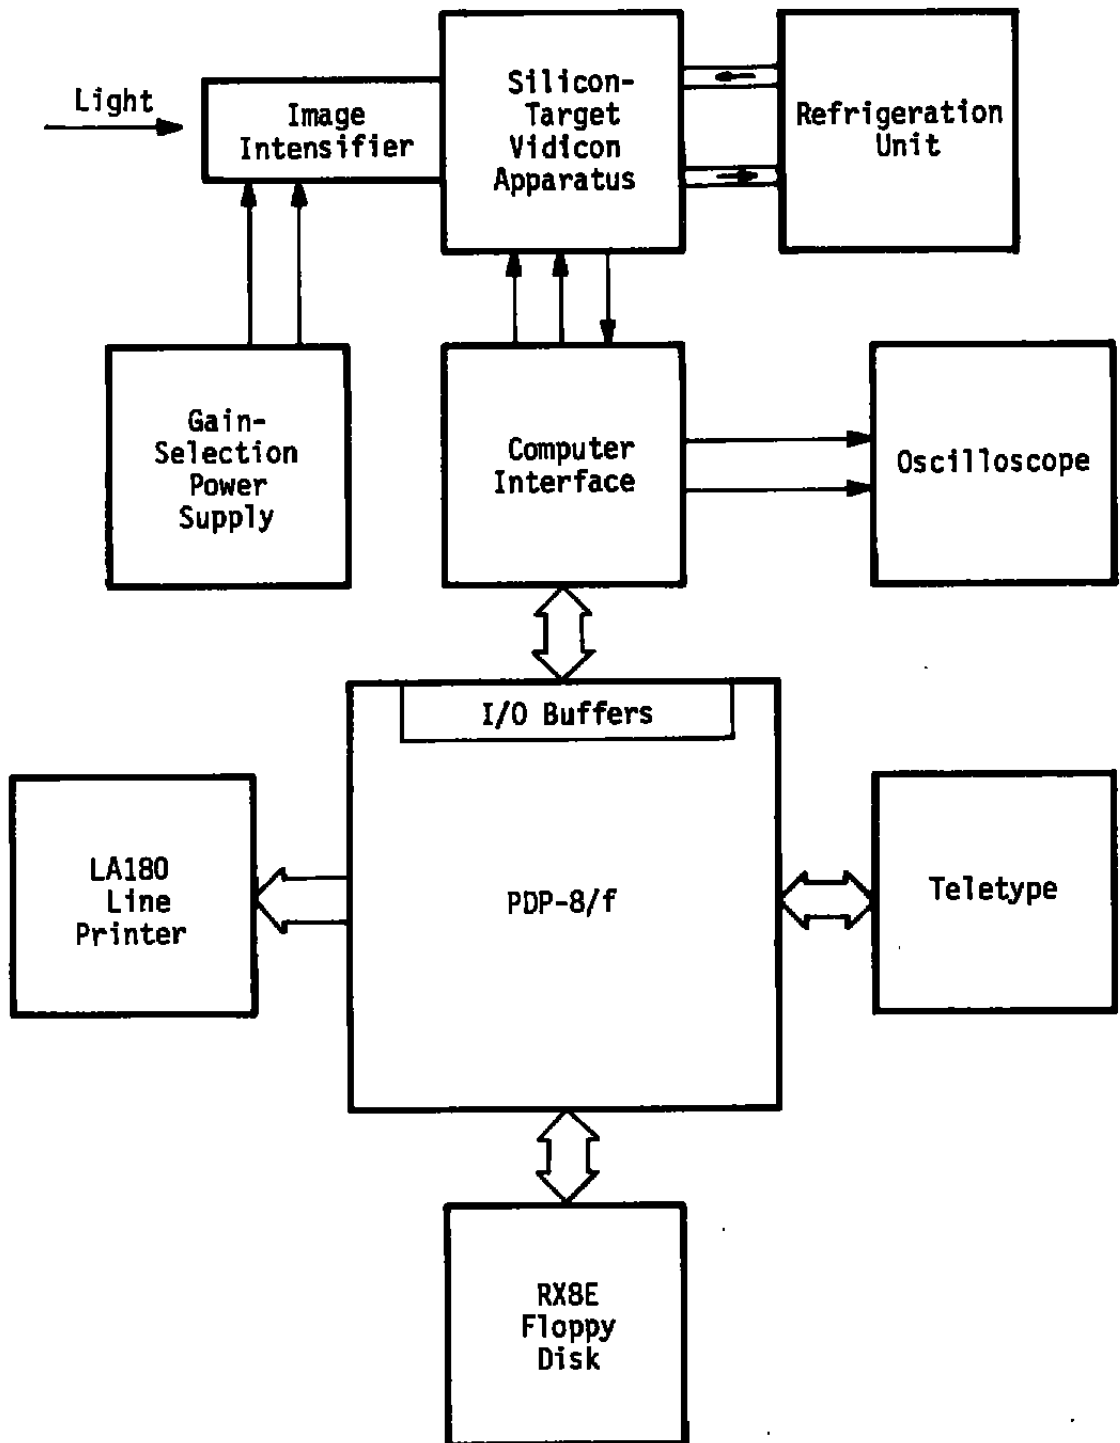 Light
Image
Intensifier
Silicon-
Target
Vidicon
Apparatus
Refrigeration
Unit
Gain-
Selection
Power
Supply
Computer
Interface
Oscilloscope
I/O Buffers
LA180
Line
Printer
PDP-8/f
Teletype
RX8E
Floppy
Disk